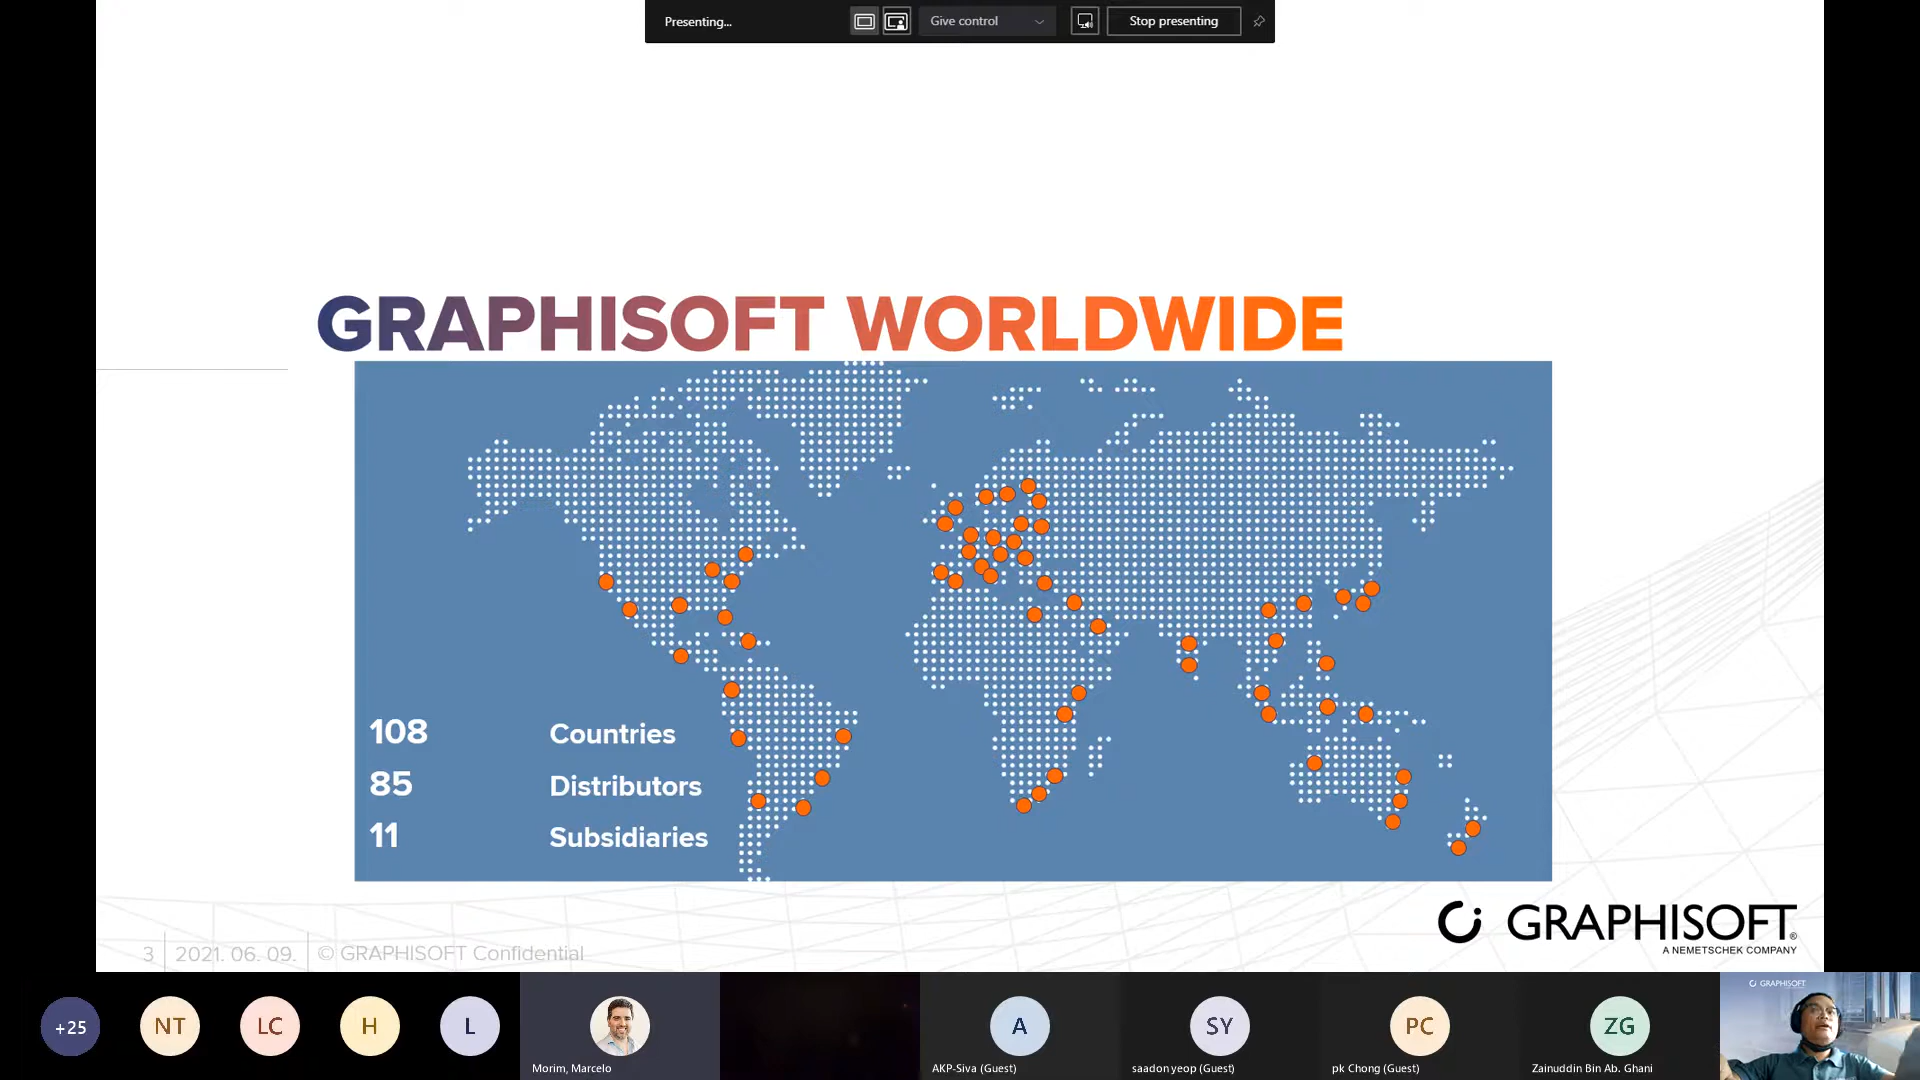 Presenting...
Give control
Stop presenting
GRAPHISOFT WORLDWIDE
108 Countries
85 Distributors
11 Subsidiaries
GRAPHISOFT®
A NEMETSCHEK COMPANY
3 2021. 06. 09. © GRAPHISOFT Confidential
+25
NT
LC
H
L
A
SY
PC
ZG
GRAPHISOFT
Morim, Marcelo
AKP-Siva (Guest)
saadon yeop (Guest)
pk Chong (Guest)
Zainuddin Bin Ab. Ghani